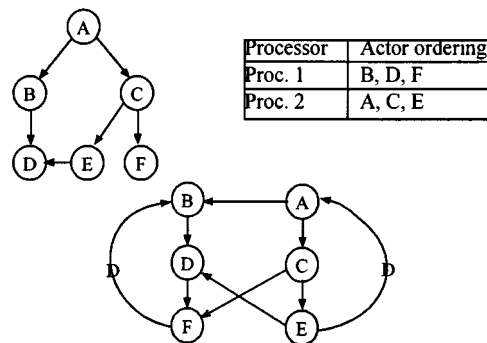 A
B
C
D
E
F
Processor Actor ordering
Proc. 1 B, D, F
Proc. 2 A, C, E
B
A
D
C
D
D
F
E